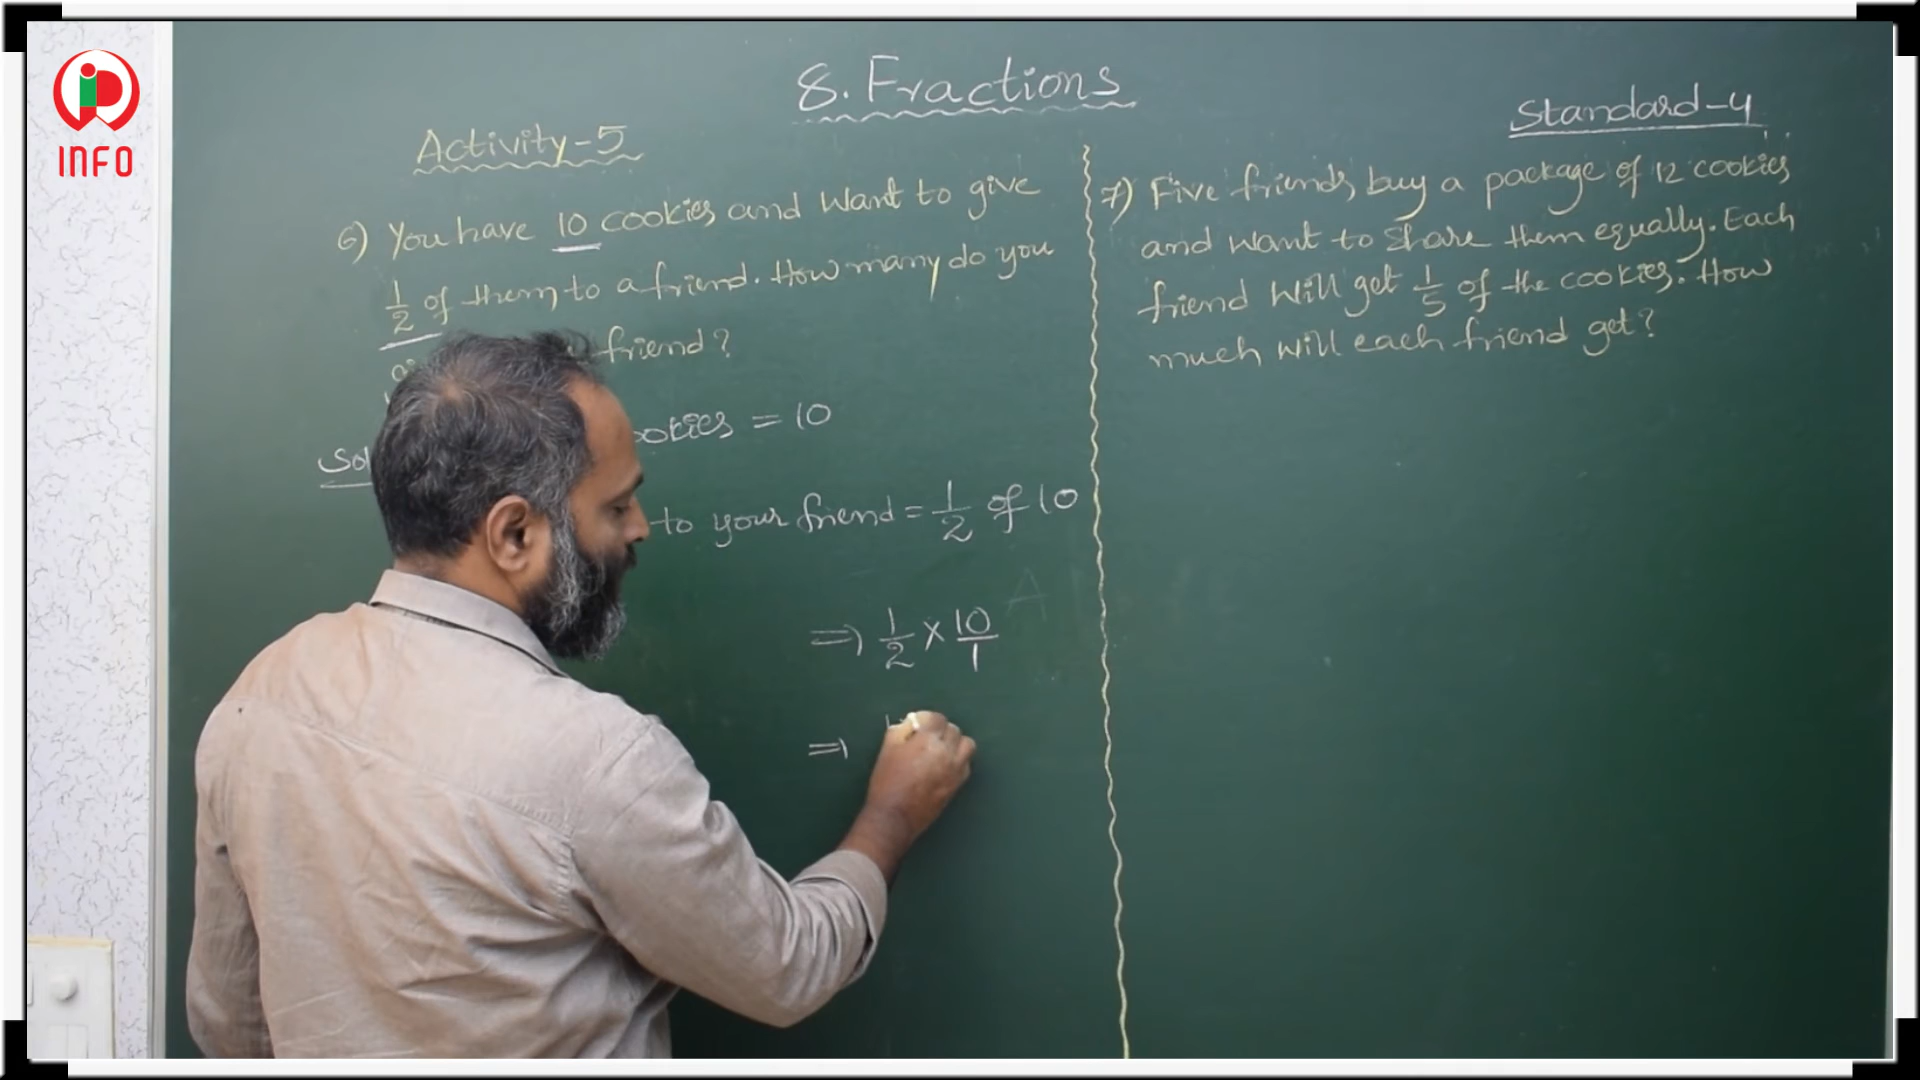 INFO
8. Fractions
Standard-4
Activity-5
6) You have 10 cookies and want to give
1/2 of them to a friend. How many do you
friend?
= 10
to your friend = 1/2 of 10
⇒ 1/2 × 10/1
⇒
7) Five friends buy a package of 12 cookies
and want to share them equally. Each
friend will get 1/5 of the cookies. How
much will each friend get?